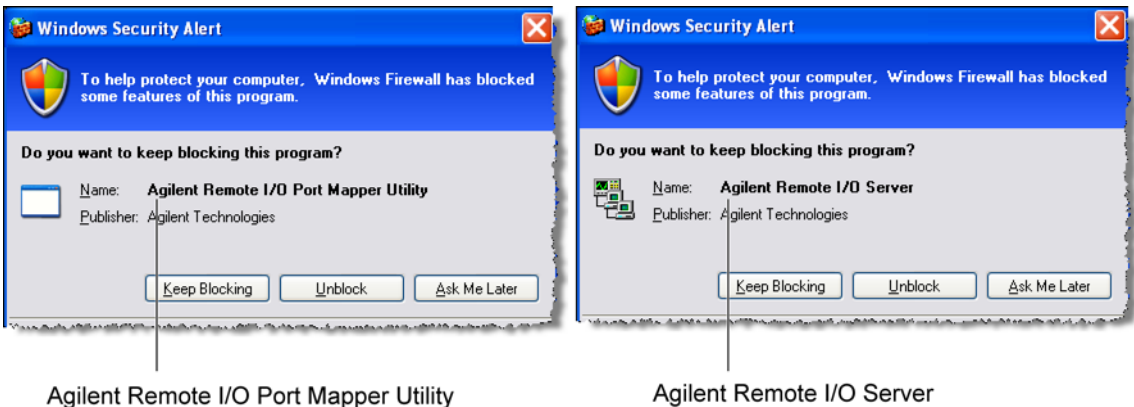 Windows Security Alert
To help protect your computer, Windows Firewall has blocked
some features of this program.
Do you want to keep blocking this program?
Name: Agilent Remote I/O Port Mapper Utility
Publisher: Agilent Technologies
Keep Blocking Unblock Ask Me Later
Agilent Remote I/O Port Mapper Utility
Windows Security Alert
To help protect your computer, Windows Firewall has blocked
some features of this program.
Do you want to keep blocking this program?
Name: Agilent Remote I/O Server
Publisher: Agilent Technologies
Keep Blocking Unblock Ask Me Later
Agilent Remote I/O Server